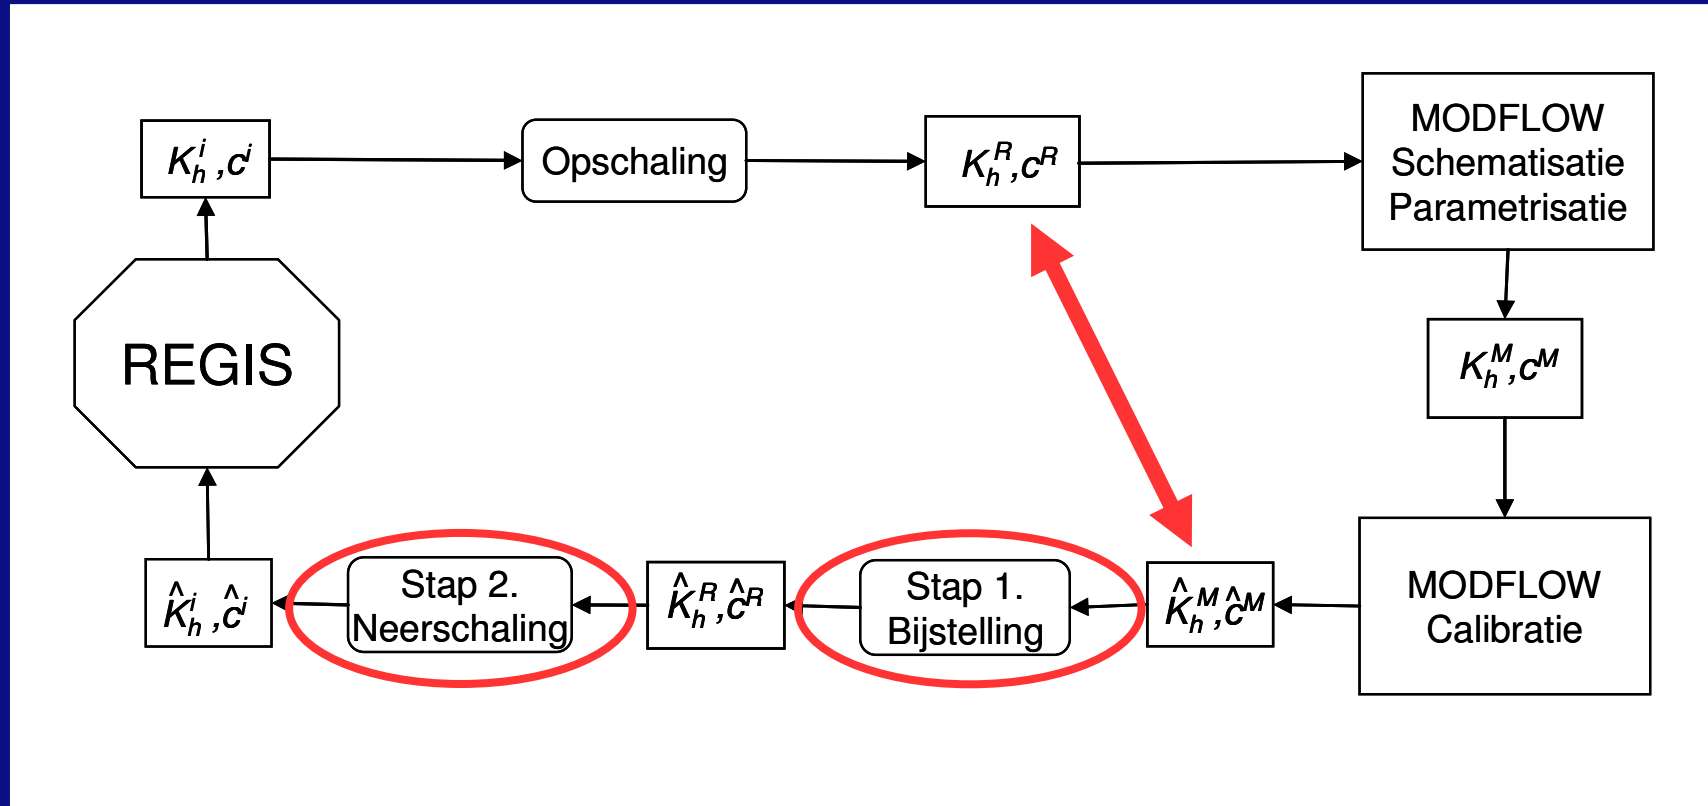 K_h^i, c^i
Opschaling
K_h^R, c^R
MODFLOW
Schematisatie
Parametrisatie
K_h^M, c^M
REGIS
MODFLOW
Calibratie
K̂_h^M, ĉ^M
Stap 1.
Bijstelling
K̂_h^R, ĉ^R
Stap 2.
Neerschaling
K̂_h^i, ĉ^i